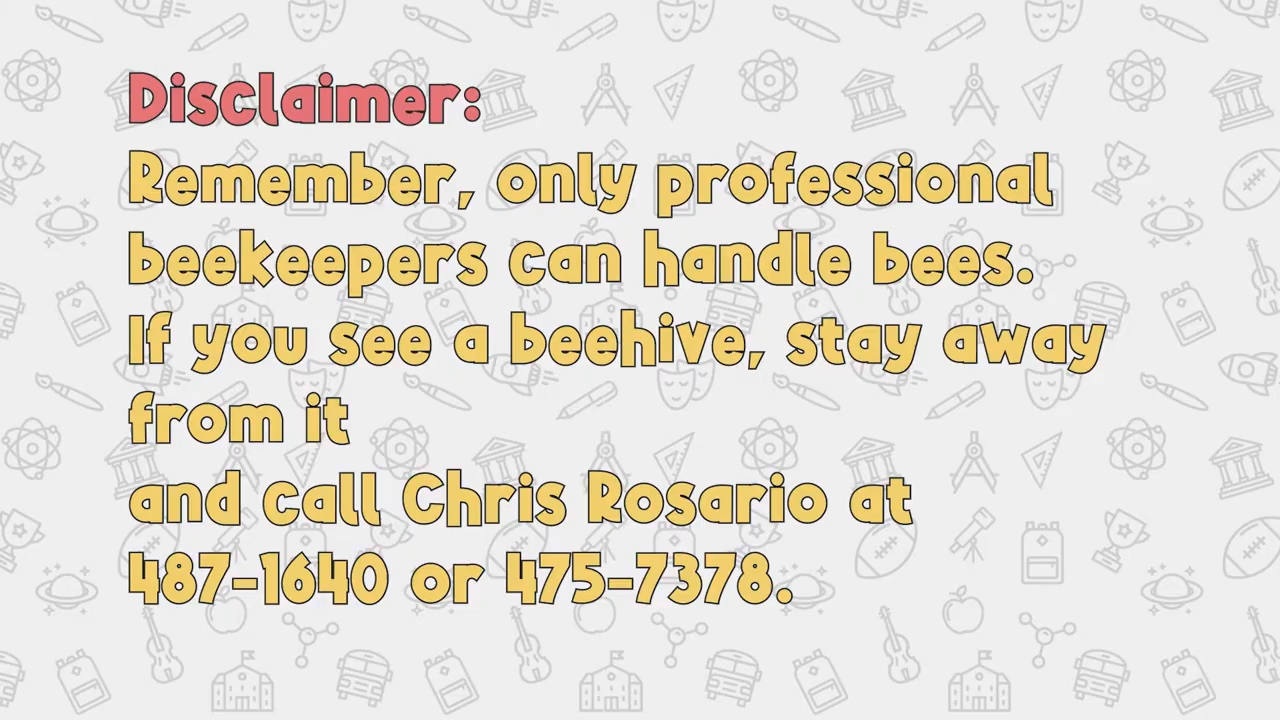 Disclaimer:
Remember, only professional
beekeepers can handle bees.
If you see a beehive, stay away
from it
and call Chris Rosario at
487-1640 or 475-7378.